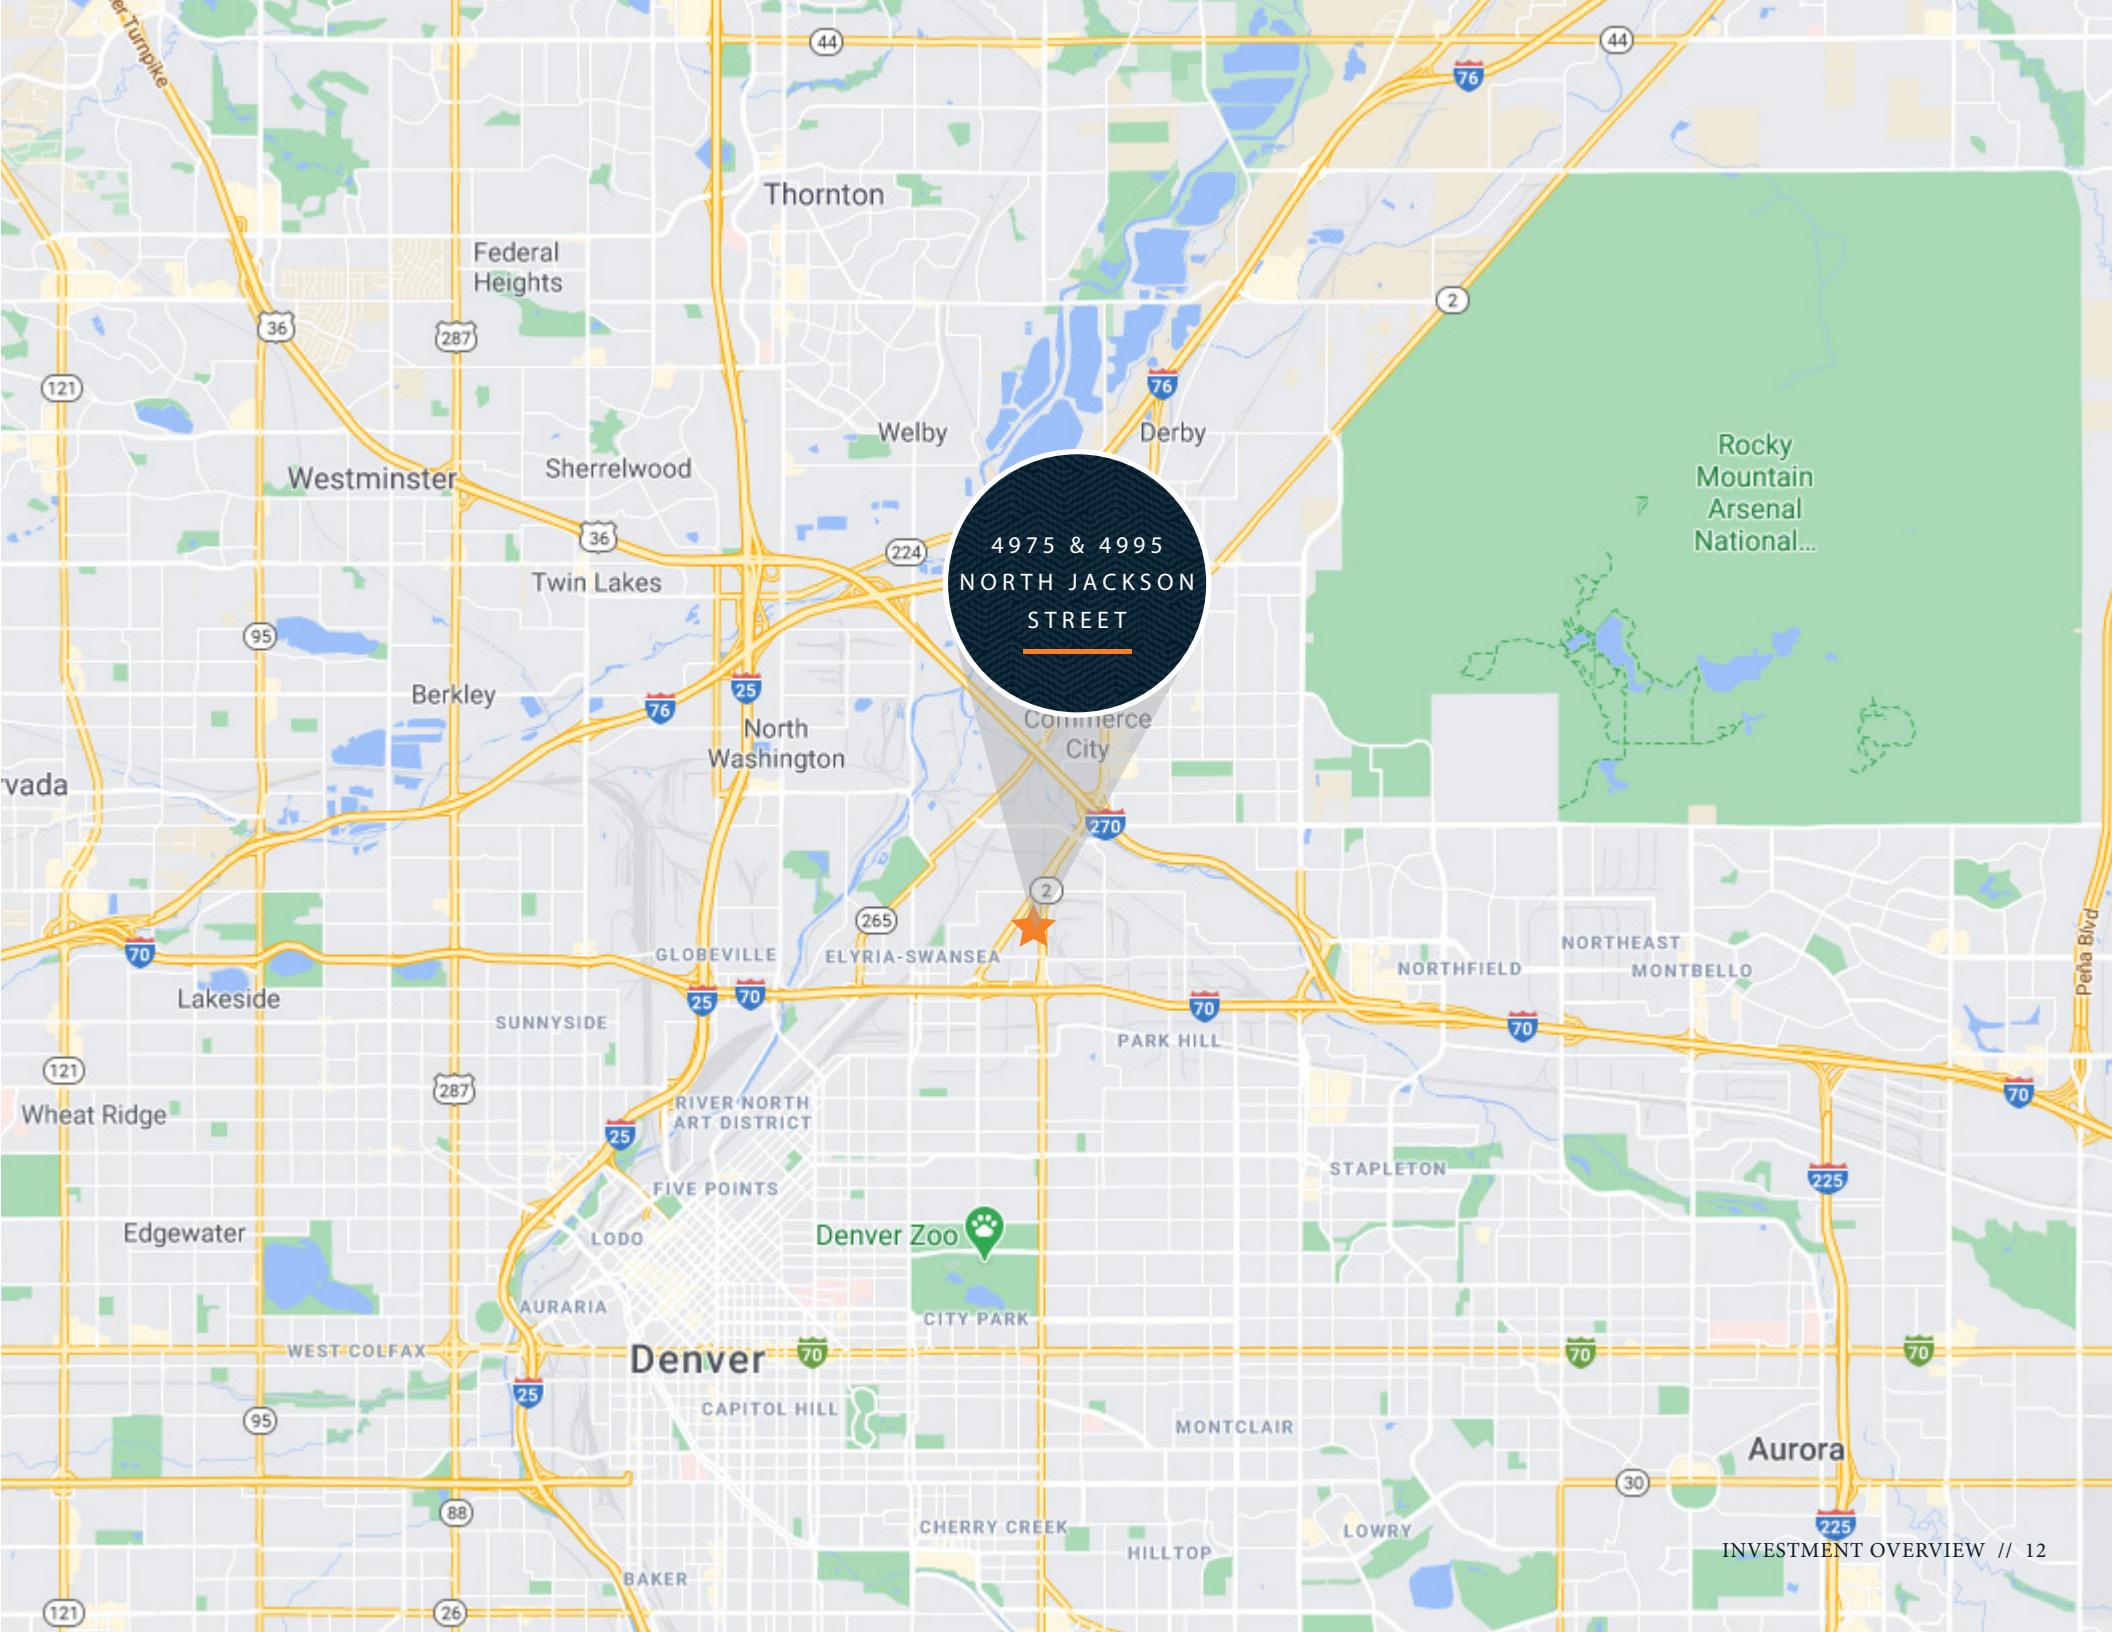 er Turnpike
44
44
76
Thornton
Federal
Heights
2
36
287
76
121
Welby
Derby
Rocky
Mountain
Arsenal
National...
Westminster
Sherrelwood
36
224
4975 & 4995
NORTH JACKSON
STREET
Twin Lakes
95
Berkley
76
25
North
Washington
Commerce
City
rvada
270
2
265
70
GLOBEVILLE
ELYRIA-SWANSEA
NORTHFIELD
NORTHEAST
MONTBELLO
Peña Blvd
Lakeside
25
70
70
70
SUNNYSIDE
PARK HILL
121
287
70
Wheat Ridge
RIVER NORTH
ART DISTRICT
25
STAPLETON
225
FIVE POINTS
Edgewater
LODO
Denver Zoo
AURARIA
CITY PARK
WEST COLFAX
Denver
70
70
70
25
95
CAPITOL HILL
MONTCLAIR
Aurora
30
88
CHERRY CREEK
LOWRY
225
HILLTOP
INVESTMENT OVERVIEW // 12
BAKER
121
26